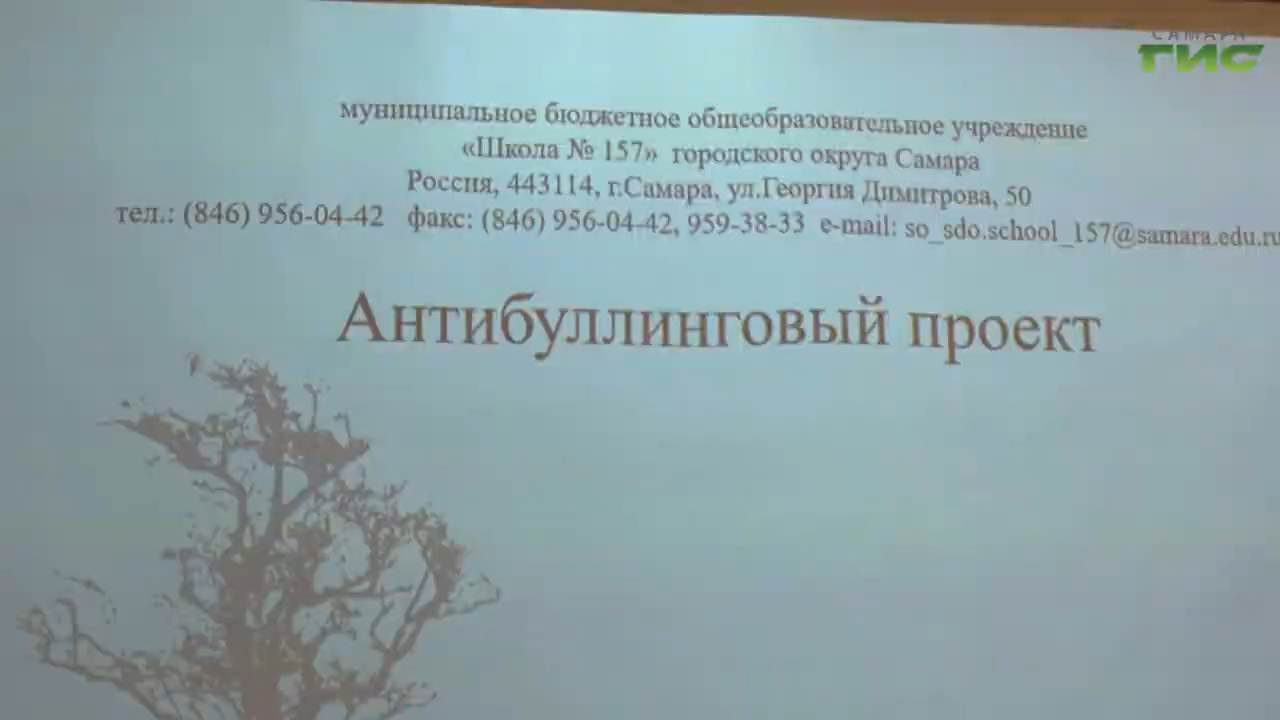 САМАРА
ГИС
муниципальное бюджетное общеобразовательное учреждение
«Школа № 157» городского округа Самара
Россия, 443114, г.Самара, ул.Георгия Димитрова, 50
тел.: (846) 956-04-42 факс: (846) 956-04-42, 959-38-33 e-mail: so_sdo.school_157@samara.edu.ru
Антибуллинговый проект